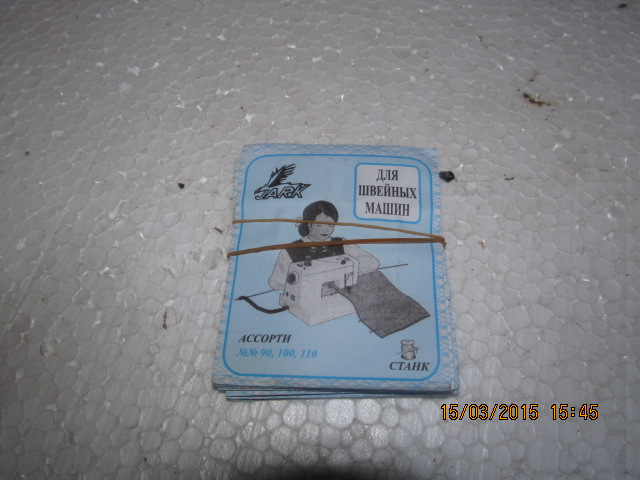 JARK
ДЛЯ
ШВЕЙНЫХ
МАШИН
АССОРТИ
№№ 90, 100, 110.
СТАНК
15/03/2015 15:45